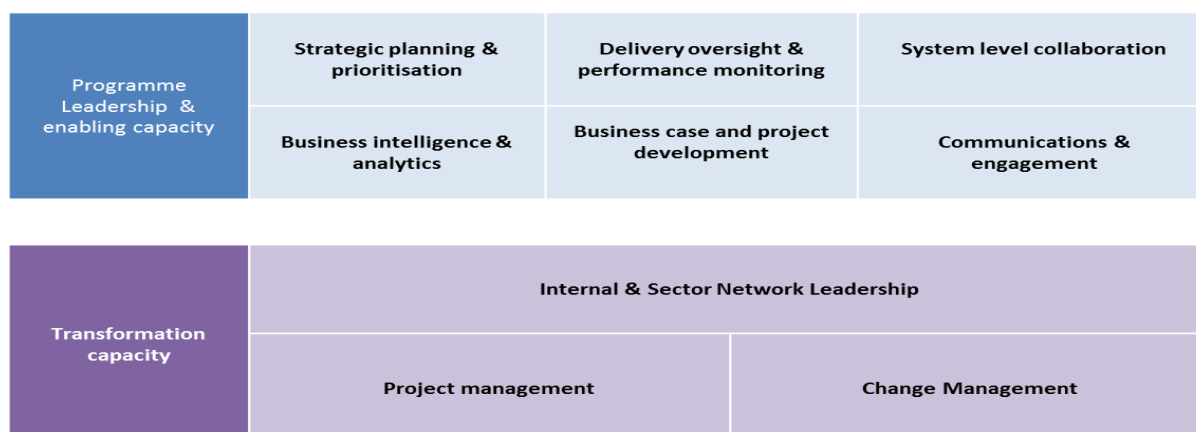 Programme
Leadership & 
enabling capacity
Strategic planning &
prioritisation
Delivery oversight &
performance monitoring
System level collaboration
Business intelligence &
analytics
Business case and project
development
Communications &
engagement
Transformation
capacity
Internal & Sector Network Leadership
Project management
Change Management